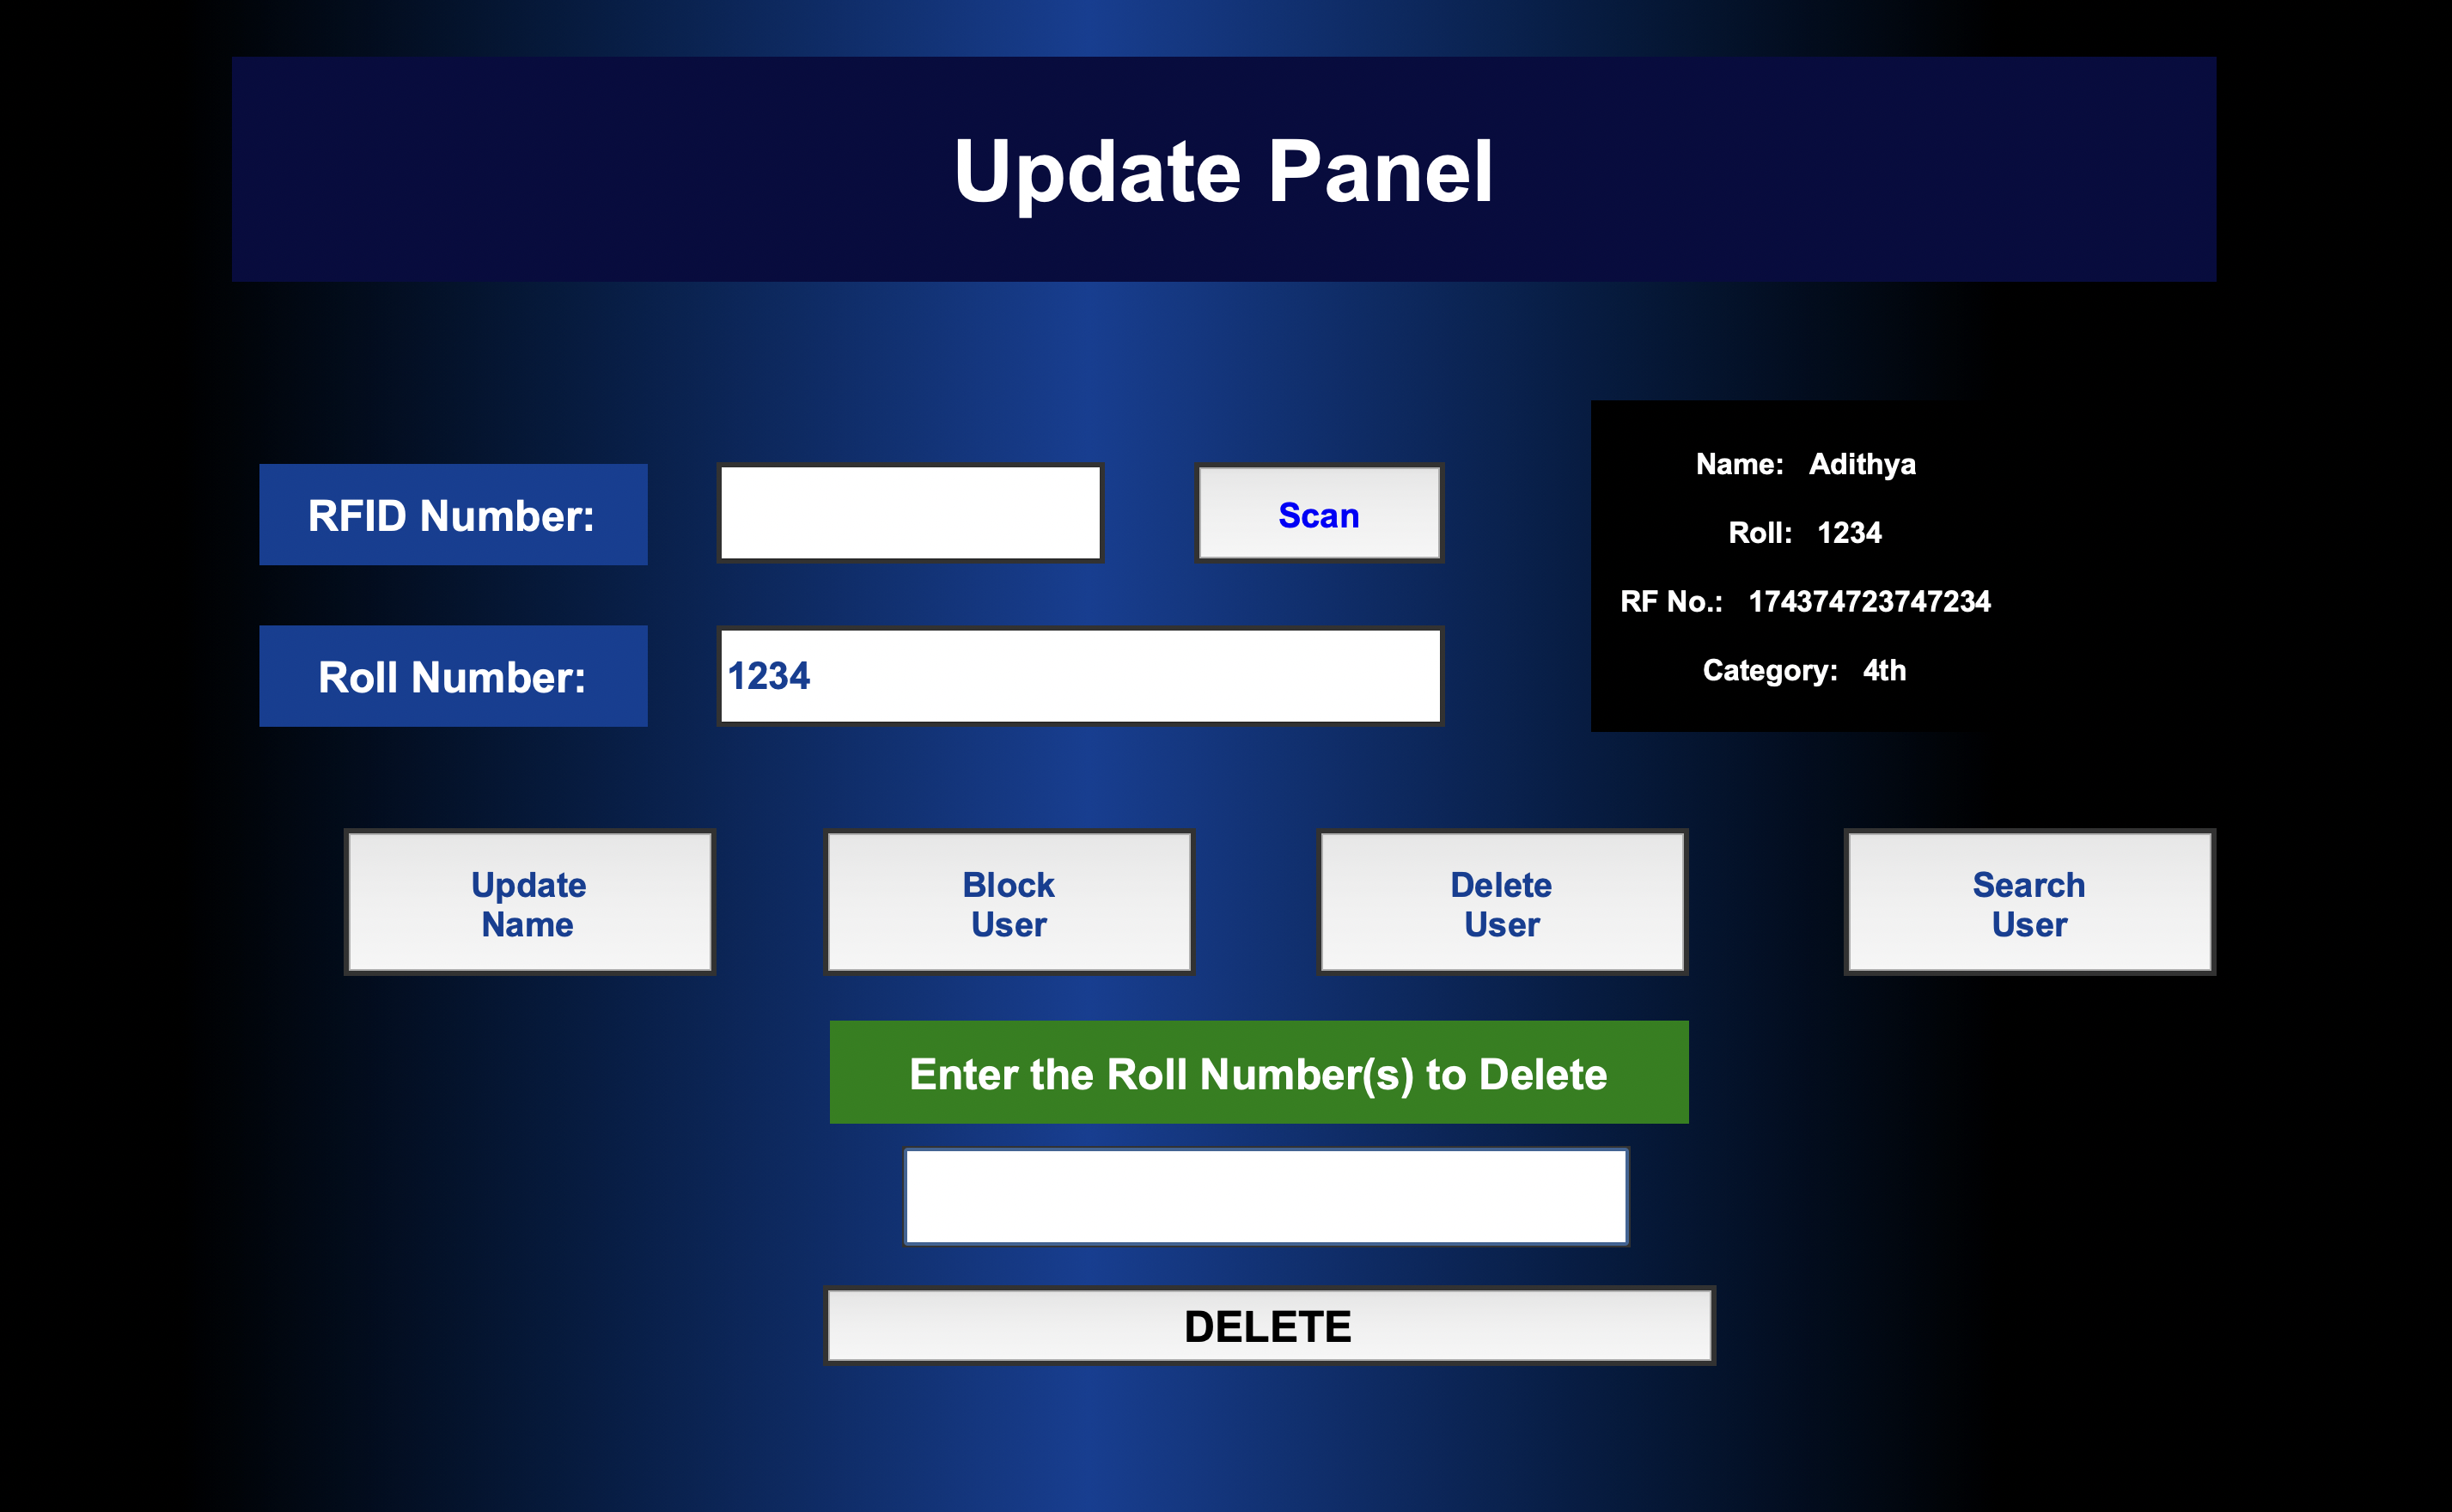 Update Panel
RFID Number:
Scan
Roll Number:
1234
Name: Adithya
Roll: 1234
RF No.: 174374723747234
Category: 4th
Update
Name
Block
User
Delete
User
Search
User
Enter the Roll Number(s) to Delete
DELETE